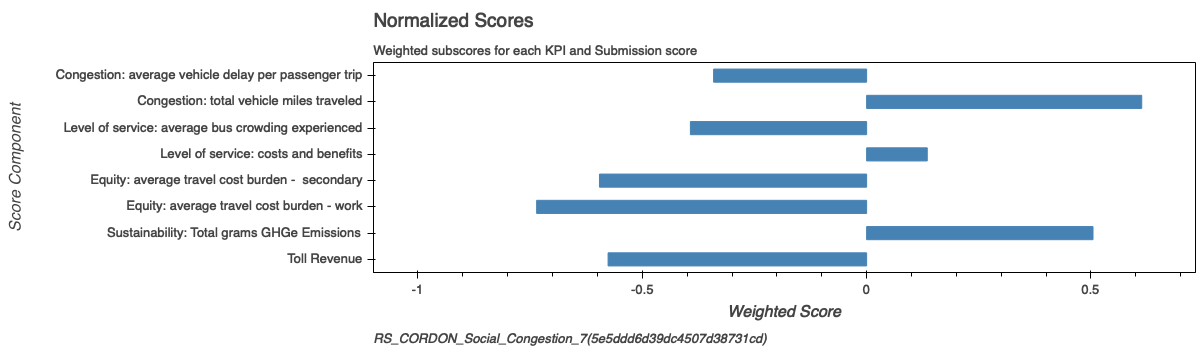 Normalized Scores
Weighted subscores for each KPI and Submission score
Score Component
Congestion: average vehicle delay per passenger trip
Congestion: total vehicle miles traveled
Level of service: average bus crowding experienced
Level of service: costs and benefits
Equity: average travel cost burden -  secondary
Equity: average travel cost burden - work
Sustainability: Total grams GHGe Emissions
Toll Revenue
-1 -0.5 0 0.5
Weighted Score
RS_CORDON_Social_Congestion_7(5e5ddd6d39dc4507d38731cd)